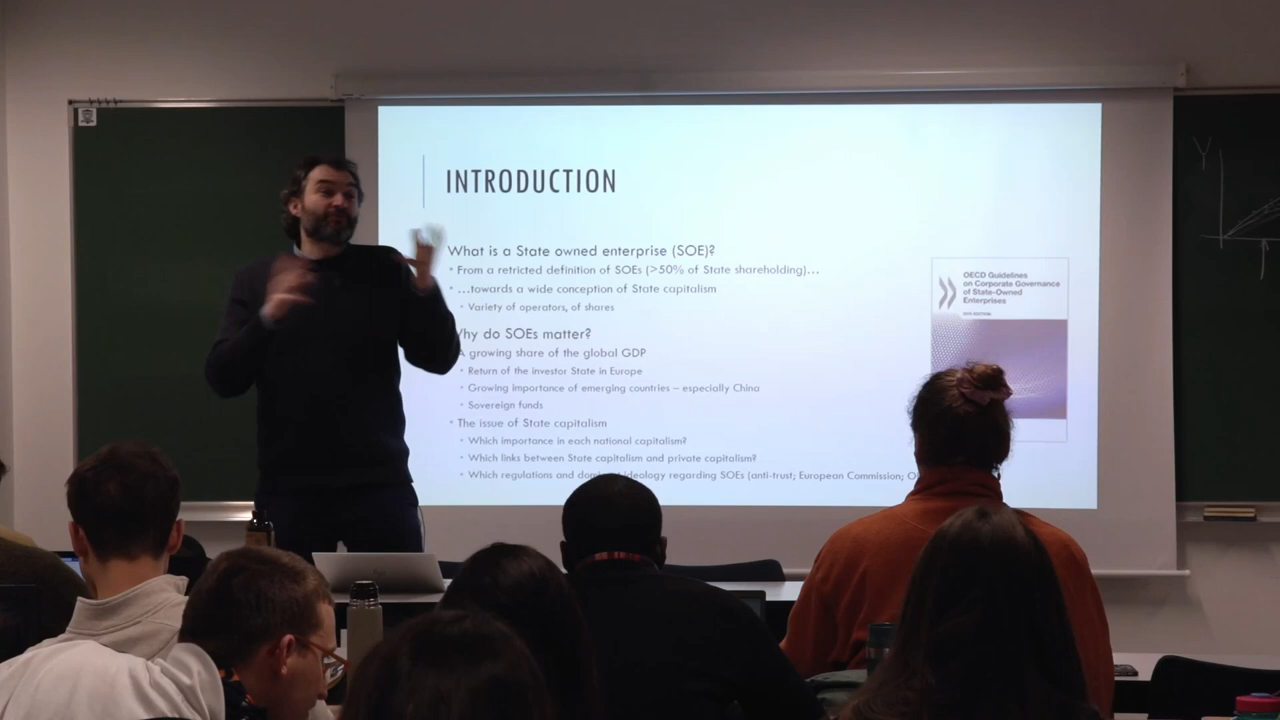 INTRODUCTION
What is a State owned enterprise (SOE)?
• From a retricted definition of SOEs (>50% of State shareholding)...
• ...towards a wide conception of State capitalism
• Variety of operators, of shares
hy do SOEs matter?
A growing share of the global GDP
• Return of the investor State in Europe
• Growing importance of emerging countries – especially China
• Sovereign funds
• The issue of State capitalism
• Which importance in each national capitalism?
• Which links between State capitalism and private capitalism?
• Which regulations and ideology regarding SOEs (anti-trust; European Commission;
OECD Guidelines
on Corporate Governance
of State-Owned
Enterprises
Y